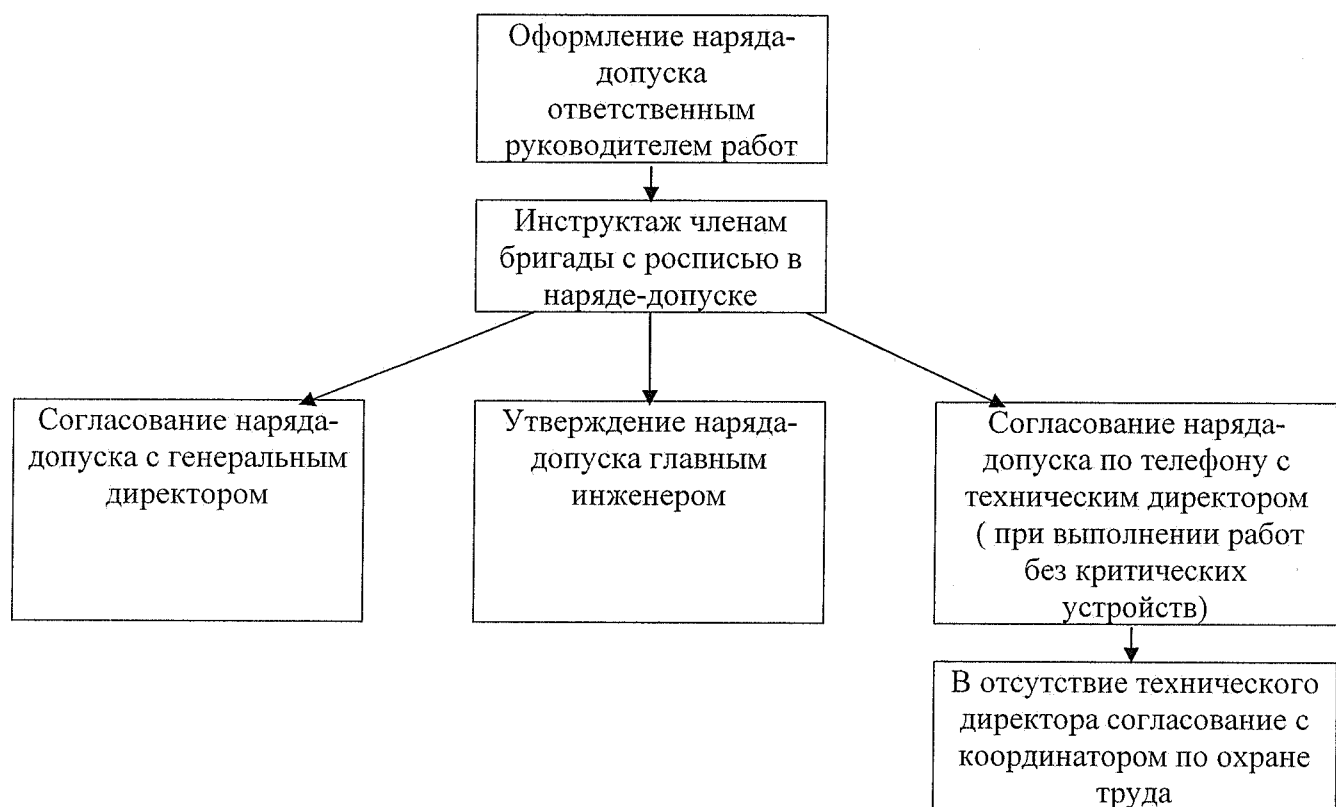 Оформление наряда-
допуска
ответственным
руководителем работ
Инструктаж членам
бригады с росписью в
наряде-допуске
Согласование наряда-
допуска с генеральным
директором
Утверждение наряда-
допуска главным
инженером
Согласование наряда-
допуска по телефону с
техническим директором
( при выполнении работ
без критических
устройств)
В отсутствие технического
директора согласование с
координатором по охране
труда